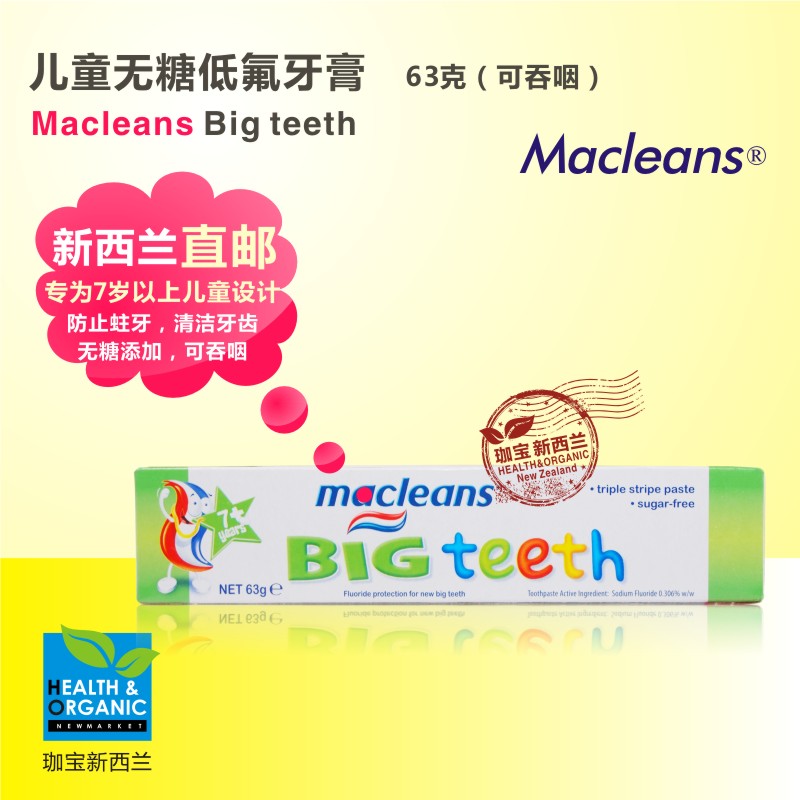 儿童无糖低氟牙膏 63克（可吞咽）
Macleans Big teeth
Macleans®
新西兰直邮
专为7岁以上儿童设计
防止蛀牙，清洁牙齿
无糖添加，可吞咽
珈宝新西兰
HEALTH&ORGANIC
New Zealand
macleans
• triple stripe paste
• sugar-free
7+
Years
BIG teeth
NET 63g e
Fluoride protection for new big teeth
Toothpaste Active Ingredient: Sodium Fluoride 0.306% w/w
HEALTH &
ORGANIC
NEWMARKET
珈宝新西兰